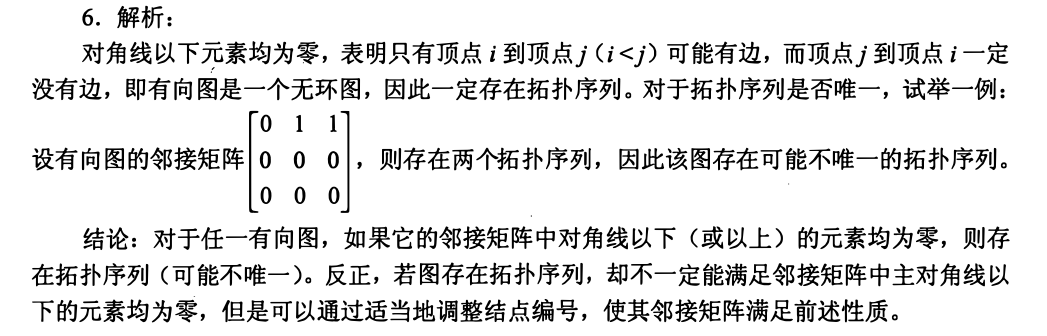 6．解析：
对角线以下元素均为零，表明只有顶点 i 到顶点 j（i<j）可能有边，而顶点 j 到顶点 i 一定
没有边，即有向图是一个无环图，因此一定存在拓扑序列。对于拓扑序列是否唯一，试举一例：
0 1 1
设有向图的邻接矩阵 0 0 0 ，则存在两个拓扑序列，因此该图存在可能不唯一的拓扑序列。
0 0 0
结论：对于任一有向图，如果它的邻接矩阵中对角线以下（或以上）的元素均为零，则存
在拓扑序列（可能不唯一）。反正，若图存在拓扑序列，却不一定能满足邻接矩阵中主对角线以
下的元素均为零，但是可以通过适当地调整结点编号，使其邻接矩阵满足前述性质。